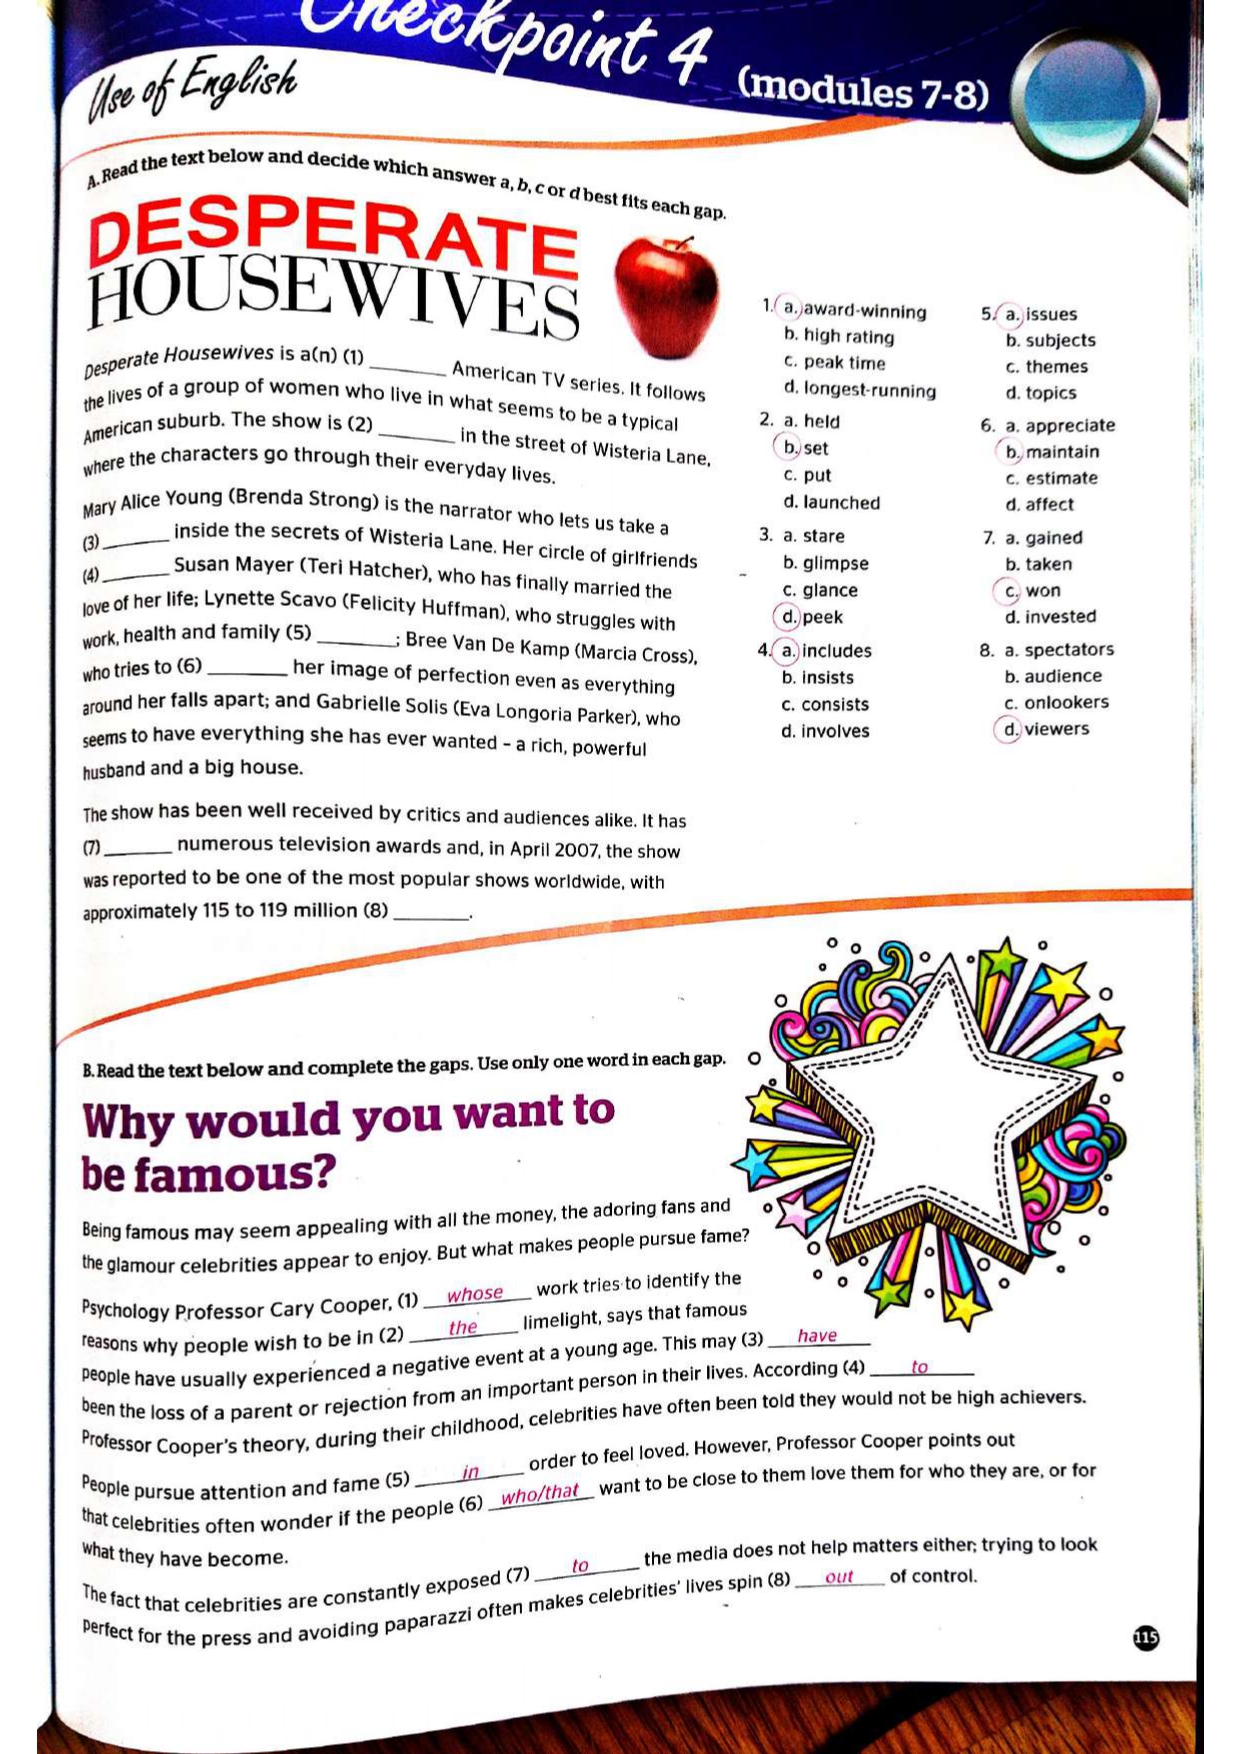 Checkpoint 4 (modules 7-8)
Use of English
A. Read the text below and decide which answer a, b, c or d best fits each gap.
DESPERATE
HOUSEWIVES
Desperate Housewives is a(n) (1) ________ American TV series. It follows
the lives of a group of women who live in what seems to be a typical
American suburb. The show is (2) ________ in the street of Wisteria Lane,
where the characters go through their everyday lives.
Mary Alice Young (Brenda Strong) is the narrator who lets us take a
(3) ________ inside the secrets of Wisteria Lane. Her circle of girlfriends
(4) ________ Susan Mayer (Teri Hatcher), who has finally married the
love of her life; Lynette Scavo (Felicity Huffman), who struggles with
work, health and family (5) ________; Bree Van De Kamp (Marcia Cross),
who tries to (6) ________ her image of perfection even as everything
around her falls apart; and Gabrielle Solis (Eva Longoria Parker), who
seems to have everything she has ever wanted – a rich, powerful
husband and a big house.
The show has been well received by critics and audiences alike. It has
(7) ________ numerous television awards and, in April 2007, the show
was reported to be one of the most popular shows worldwide, with
approximately 115 to 119 million (8) ________.
1. a. award-winning
b. high rating
c. peak time
d. longest-running
2. a. held
b. set
c. put
d. launched
3. a. stare
b. glimpse
c. glance
d. peek
4. a. includes
b. insists
c. consists
d. involves
5. a. issues
b. subjects
c. themes
d. topics
6. a. appreciate
b. maintain
c. estimate
d. affect
7. a. gained
b. taken
c. won
d. invested
8. a. spectators
b. audience
c. onlookers
d. viewers
B. Read the text below and complete the gaps. Use only one word in each gap.
Why would you want to
be famous?
Being famous may seem appealing with all the money, the adoring fans and
the glamour celebrities appear to enjoy. But what makes people pursue fame?
Psychology Professor Cary Cooper, (1) whose work tries to identify the
reasons why people wish to be in (2) the limelight, says that famous
people have usually experienced a negative event at a young age. This may (3) have
been the loss of a parent or rejection from an important person in their lives. According (4) to
Professor Cooper's theory, during their childhood, celebrities have often been told they would not be high achievers.
People pursue attention and fame (5) in order to feel loved. However, Professor Cooper points out
that celebrities often wonder if the people (6) who/that want to be close to them love them for who they are, or for
what they have become.
The fact that celebrities are constantly exposed (7) to the media does not help matters either; trying to look
perfect for the press and avoiding paparazzi often makes celebrities' lives spin (8) out of control.
115